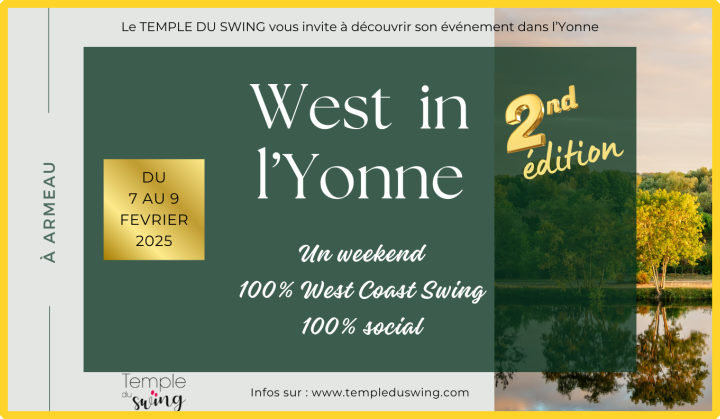 Le TEMPLE DU SWING vous invite à découvrir son événement dans l'Yonne
West in
l'Yonne
2nd
édition
À ARMEAU
DU
7 AU 9
FEVRIER
2025
Un weekend
100% West Coast Swing
100% social
Temple
du
swing
Infos sur : www.templeduswing.com